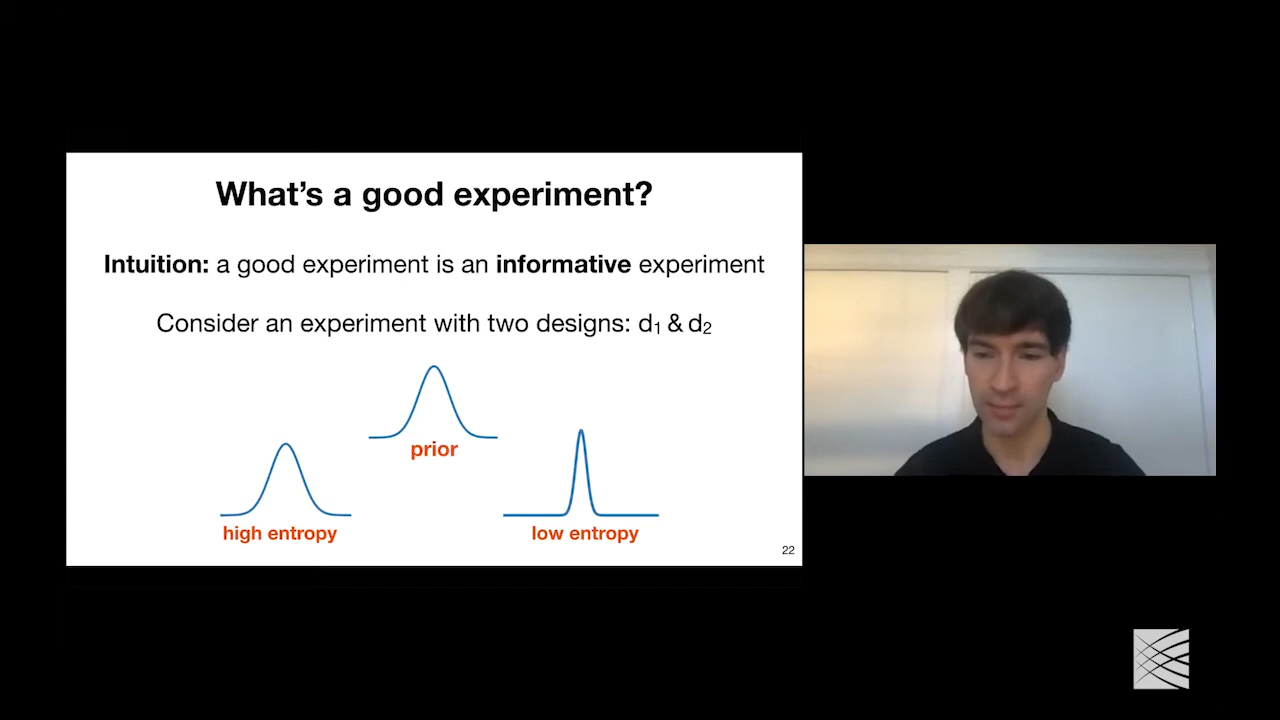 What's a good experiment?
Intuition: a good experiment is an informative experiment
Consider an experiment with two designs: d₁ & d₂
prior
high entropy
low entropy
22